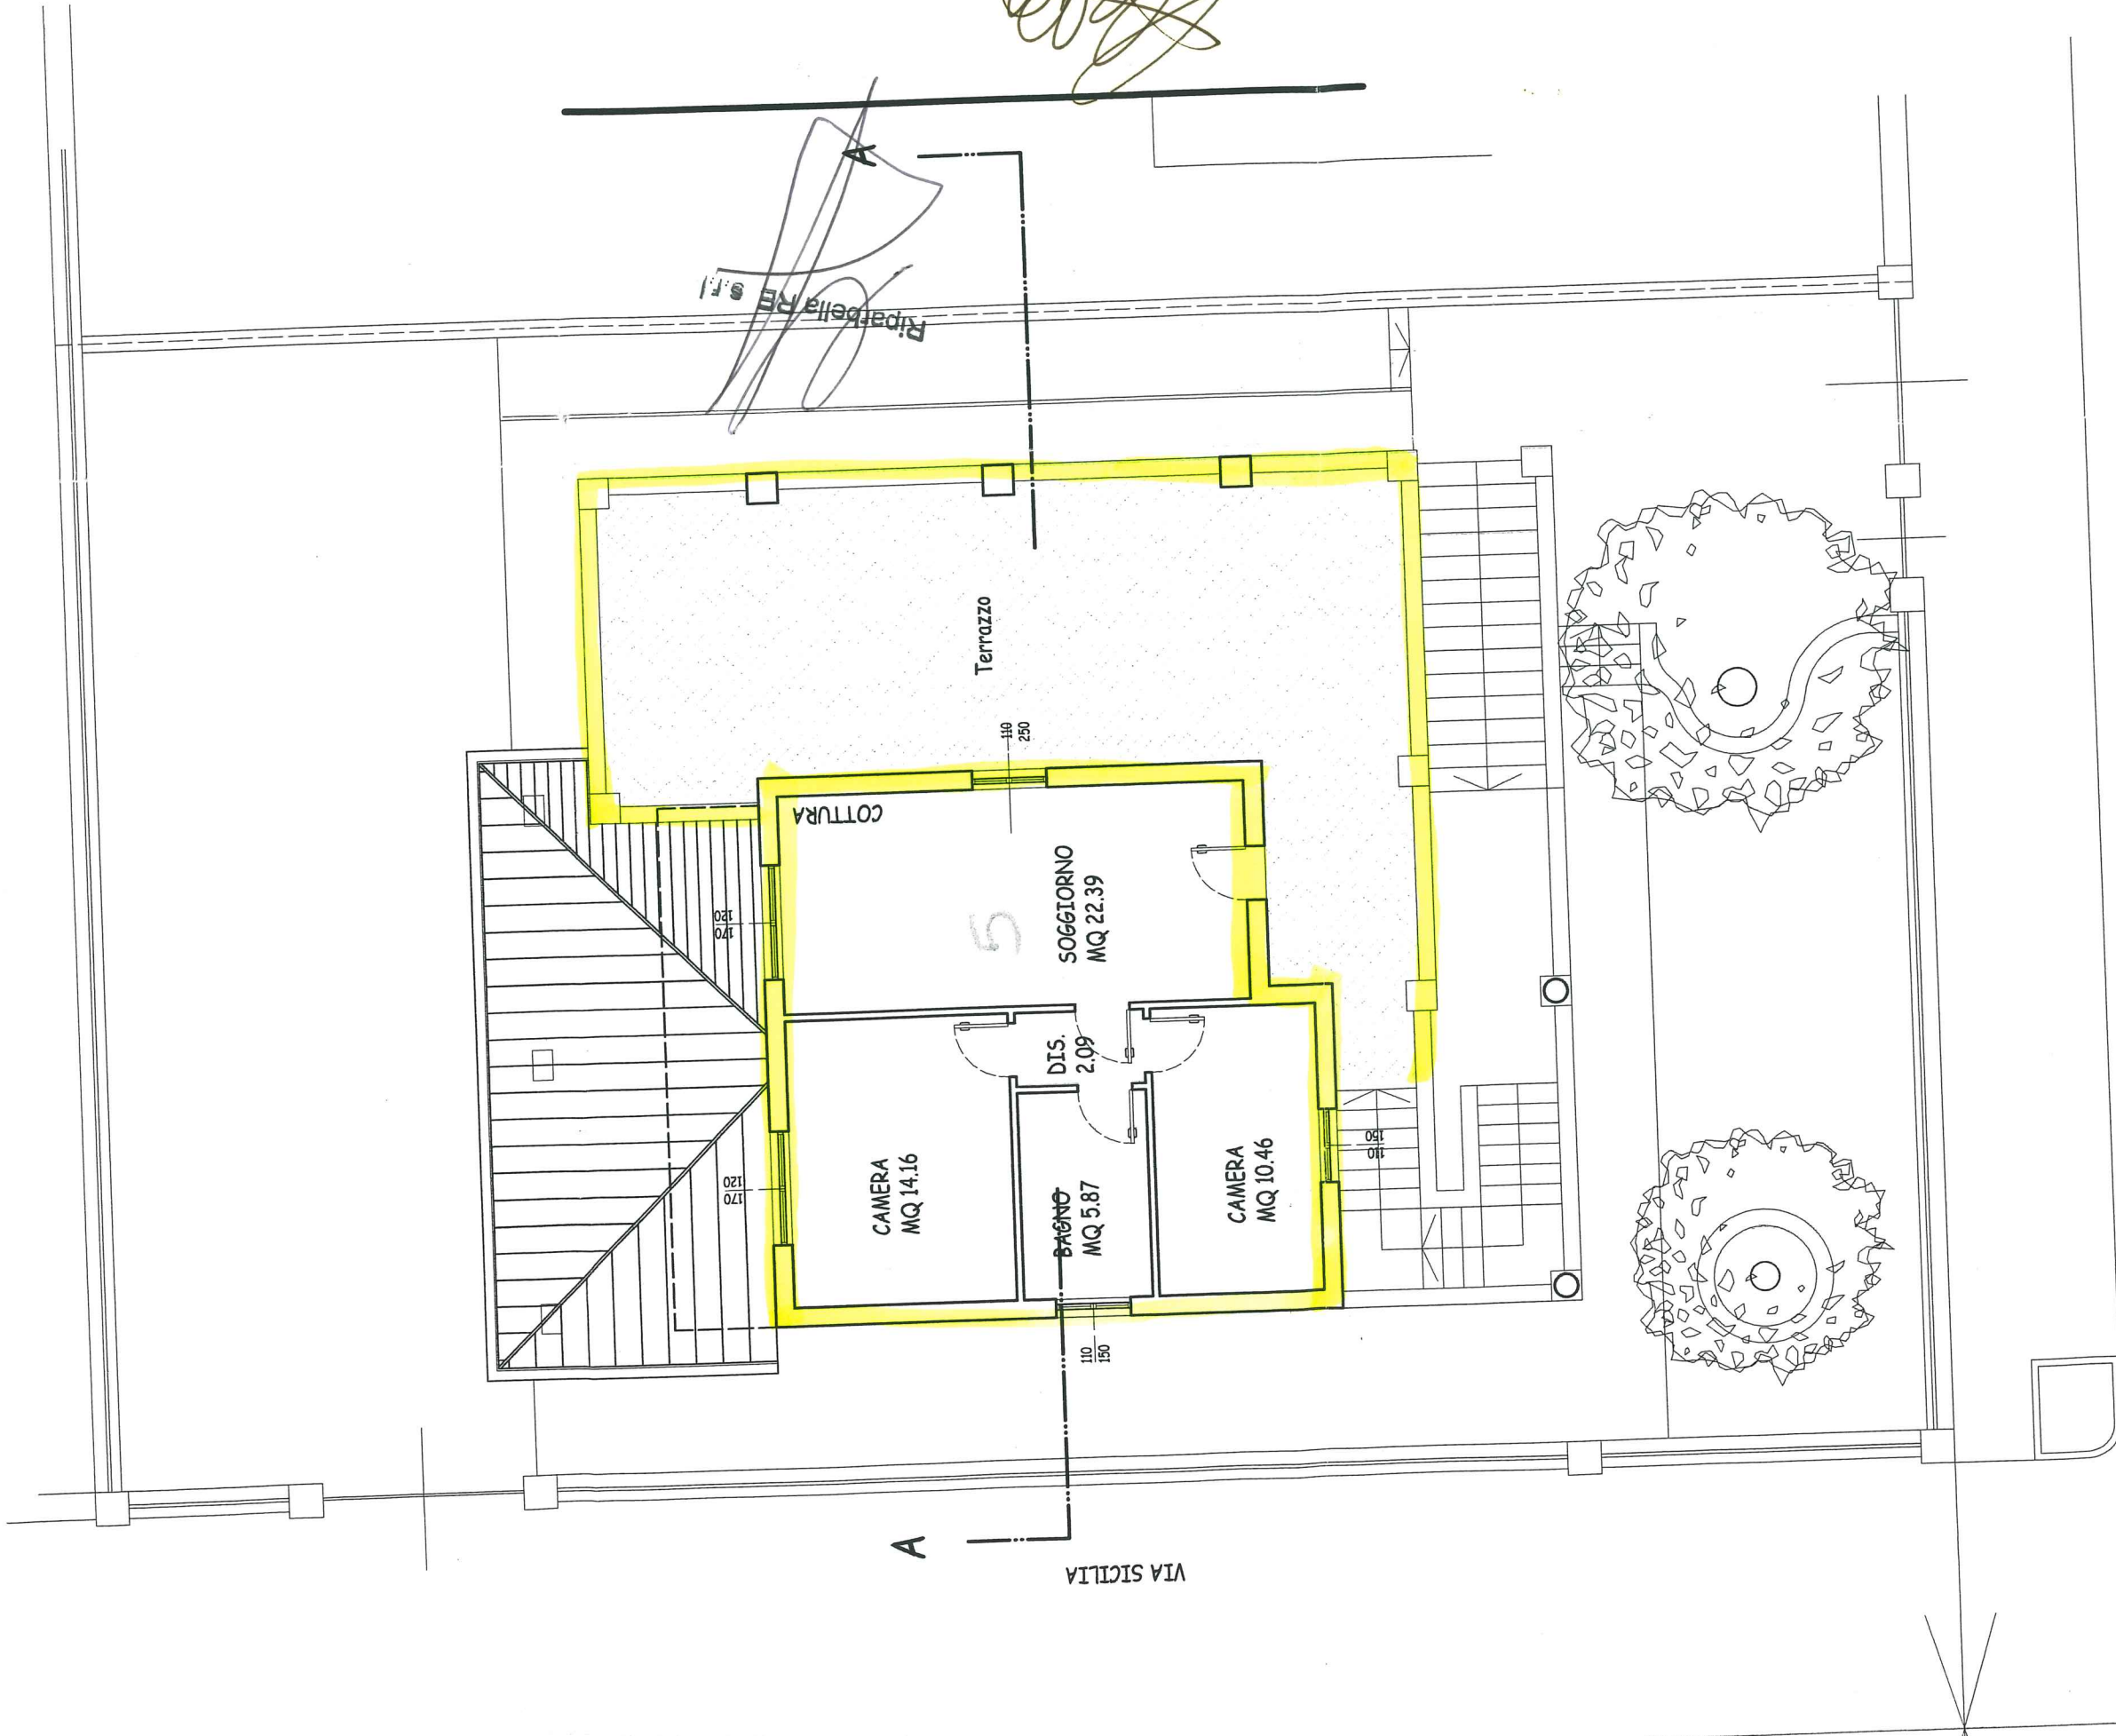 A
Riparbella RE s.r.l
Terrazzo
110
250
COTTURA
120
170
5
SOGGIORNO
MQ 22.39
DIS.
2.09
CAMERA
MQ 14.16
120
170
BAGNO
MQ 5.87
CAMERA
MQ 10.46
110
150
110
150
A
VIA SICILIA